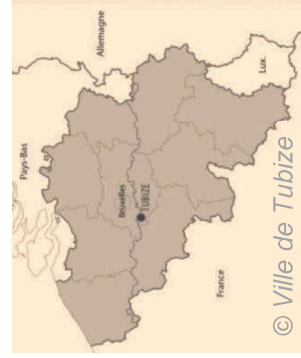 Pays-Bas
Allemagne
Bruxelles
TUBIZE
Lux.
France
© Ville de Tubize